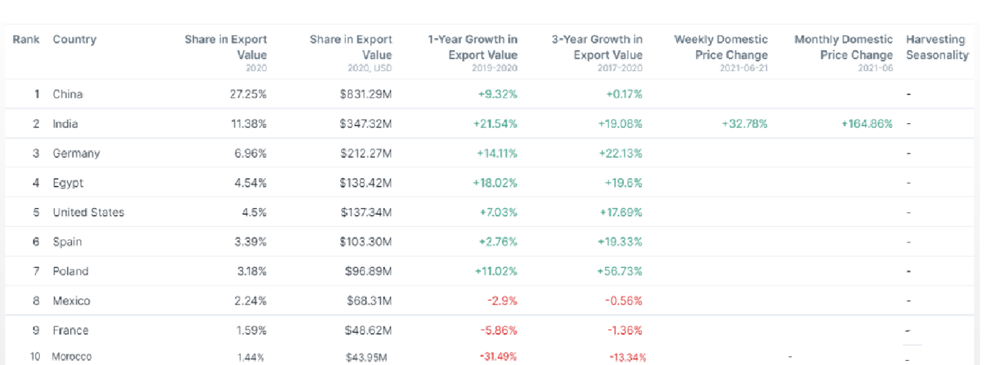 Rank Country Share in Export Value 2020 Share in Export Value 2020, USD 1-Year Growth in Export Value 2019-2020 3-Year Growth in Export Value 2017-2020 Weekly Domestic Price Change 2021-06-21 Monthly Domestic Price Change 2021-06 Harvesting Seasonality
1 China 27.25% $831.29M +9.32% +0.17% -
2 India 11.38% $347.32M +21.54% +19.08% +32.78% +164.86% -
3 Germany 6.96% $212.27M +14.11% +22.13% -
4 Egypt 4.54% $138.42M +18.02% +19.6% -
5 United States 4.5% $137.34M +7.03% +17.69% -
6 Spain 3.39% $103.30M +2.76% +19.33% -
7 Poland 3.18% $96.89M +11.02% +56.73% -
8 Mexico 2.24% $68.31M -2.9% -0.56% -
9 France 1.59% $48.62M -5.86% -1.36% -
10 Morocco 1.44% $43.95M -31.49% -13.34% - -